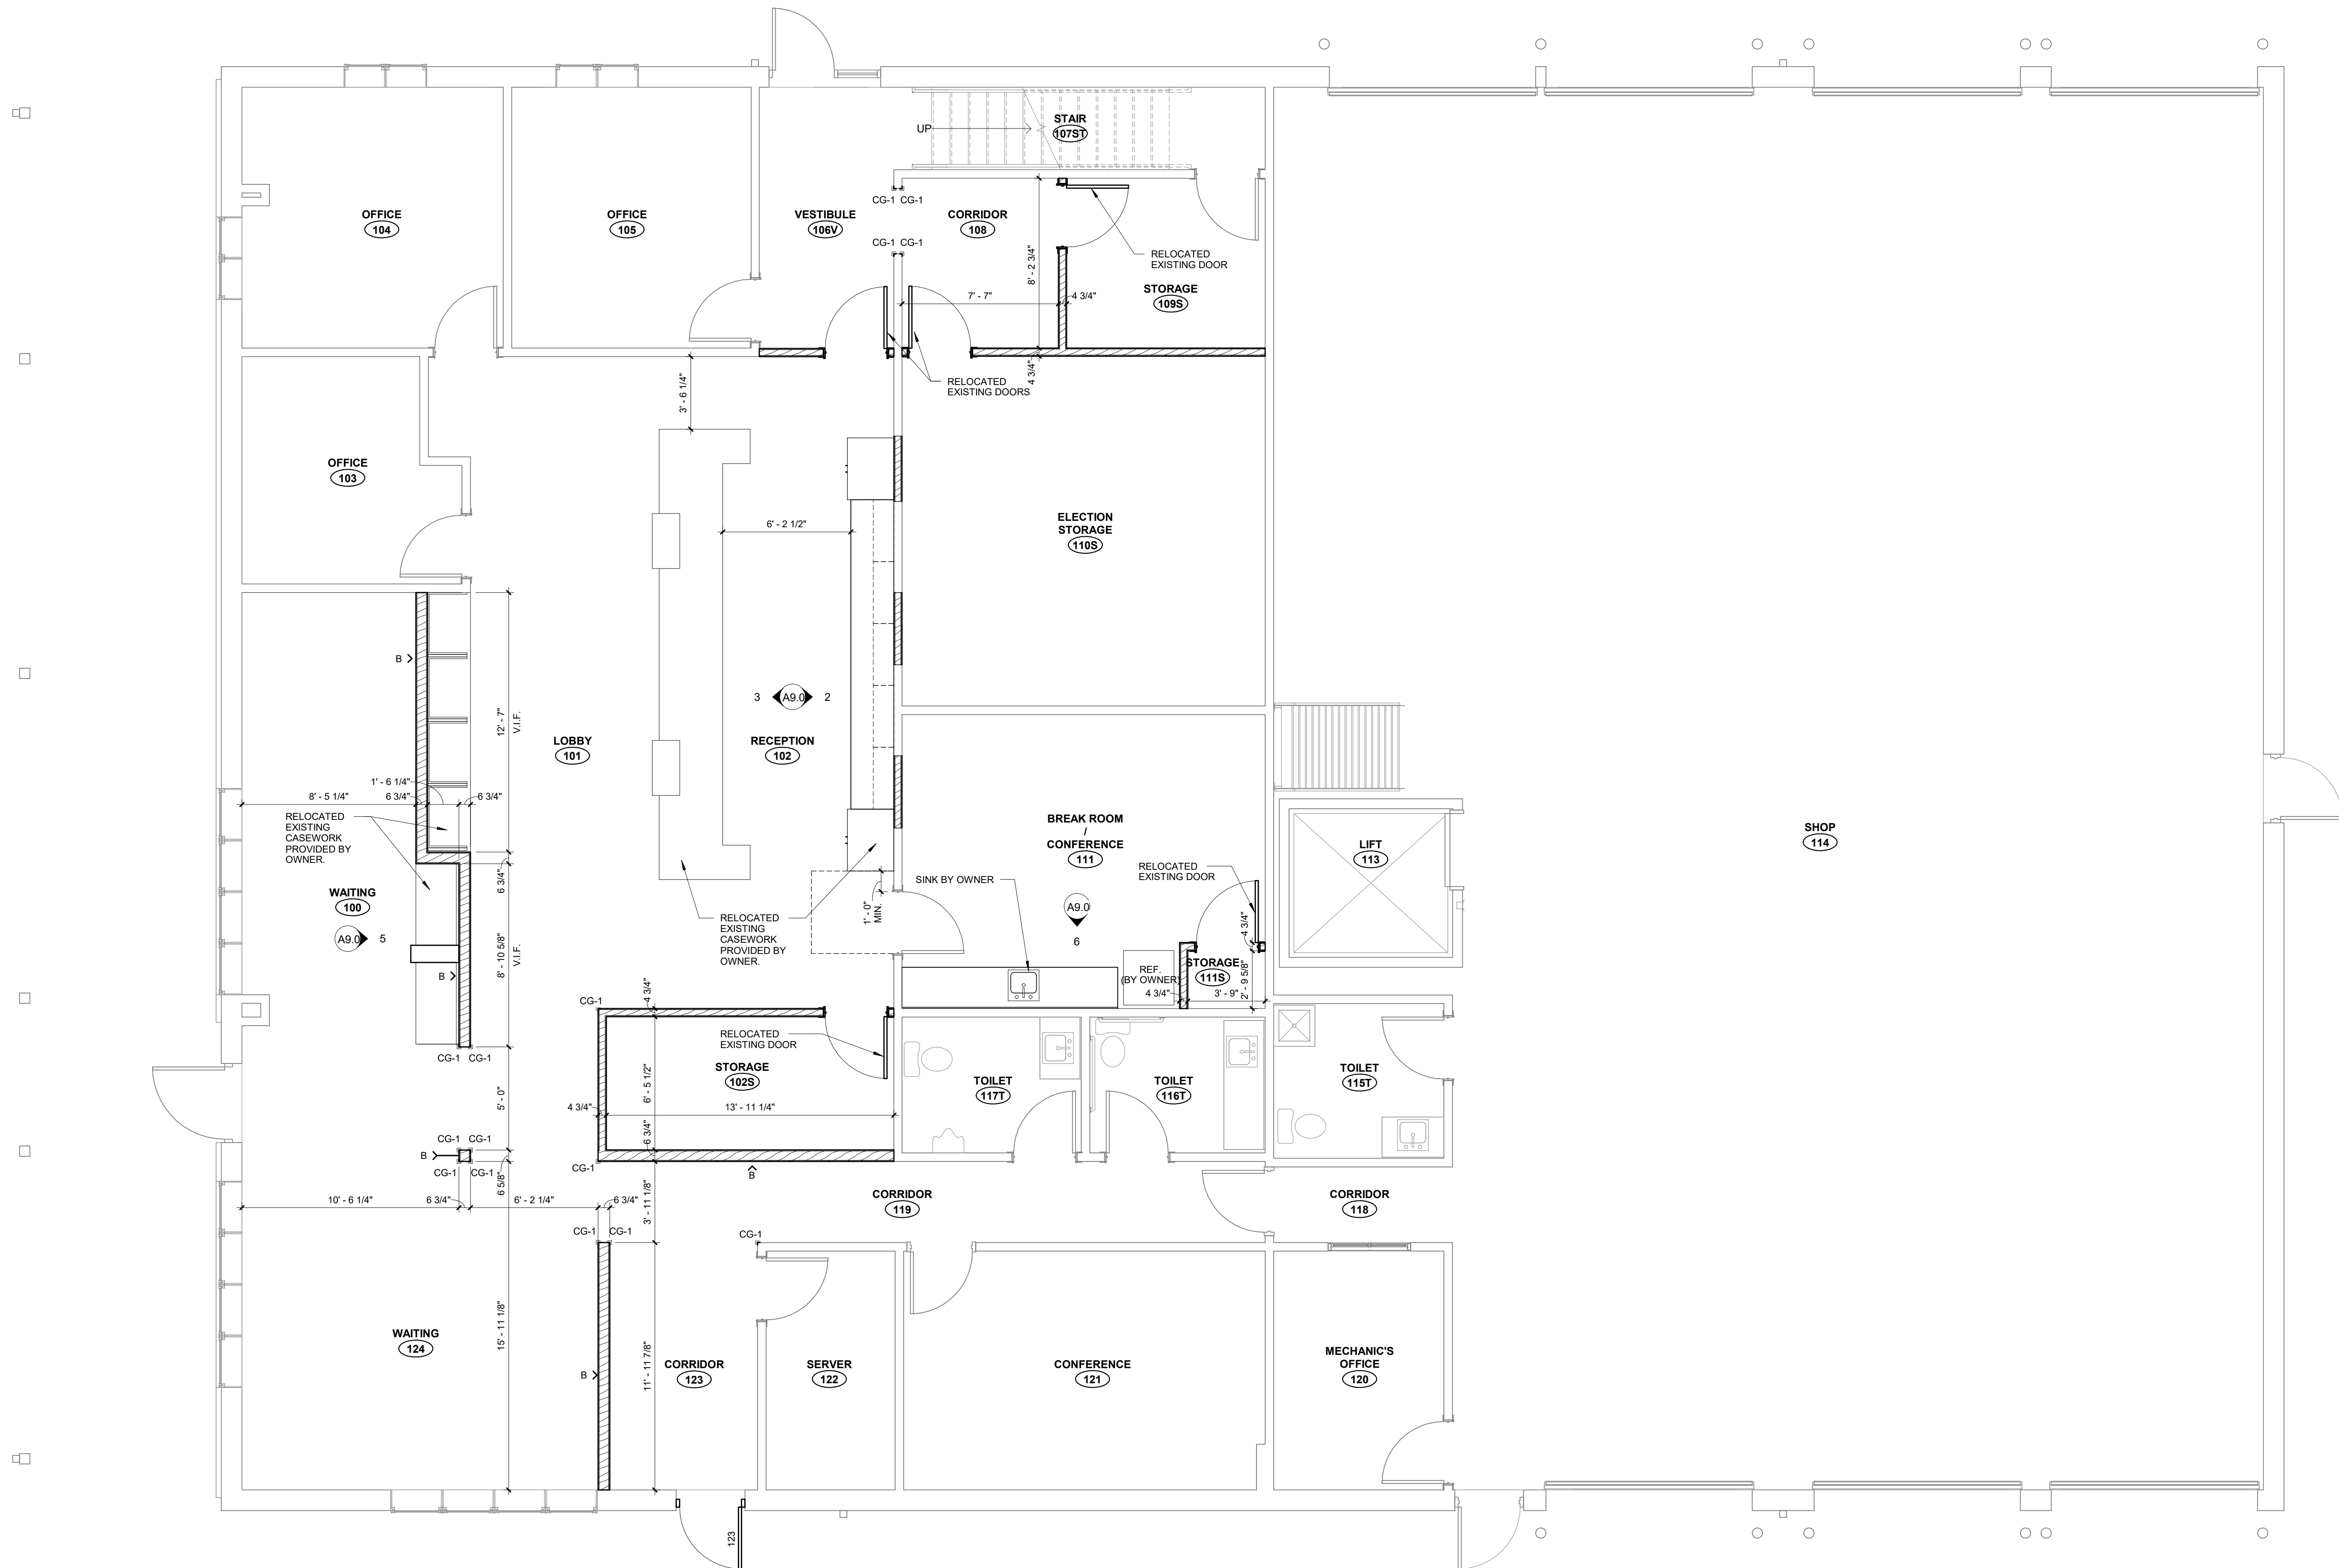 UP
STAIR
107ST
CG-1 CG-1
OFFICE
104
OFFICE
105
VESTIBULE
106V
CORRIDOR
108
CG-1 CG-1
8' - 2 3/4"
RELOCATED
EXISTING DOOR
STORAGE
109S
7' - 7"
4 3/4"
4 3/4"
RELOCATED
EXISTING DOORS
3' - 6 1/4"
OFFICE
103
6' - 2 1/2"
ELECTION
STORAGE
110S
B
12' - 7"
V.I.F.
3
A9.0
2
LOBBY
101
RECEPTION
102
1' - 6 1/4"
8' - 5 1/4"
6 3/4"
6 3/4"
RELOCATED
EXISTING
CASEWORK
PROVIDED BY
OWNER.
BREAK ROOM
/
CONFERENCE
111
SHOP
114
LIFT
113
6 3/4"
RELOCATED
EXISTING DOOR
SINK BY OWNER
WAITING
100
A9.0
5
1' - 0"
MIN.
A9.0
6
RELOCATED
EXISTING
CASEWORK
PROVIDED BY
OWNER.
8' - 10 5/8"
V.I.F.
B
4 3/4"
REF.
(BY OWNER)
STORAGE
111S
2' - 9 5/8"
4 3/4"
3' - 9"
CG-1
4 3/4"
RELOCATED
EXISTING DOOR
CG-1 CG-1
STORAGE
102S
TOILET
117T
TOILET
116T
TOILET
115T
5' - 0"
6' - 5 1/2"
4 3/4"
13' - 11 1/4"
CG-1 CG-1
B
6 3/4"
CG-1 CG-1
CG-1
B
6 5/8"
10' - 6 1/4"
6 3/4"
6' - 2 1/4"
6 3/4"
3' - 11 1/8"
CORRIDOR
119
CORRIDOR
118
CG-1 CG-1
CG-1
15' - 11 1/8"
WAITING
124
B
11' - 11 7/8"
CORRIDOR
123
SERVER
122
CONFERENCE
121
MECHANIC'S
OFFICE
120
123